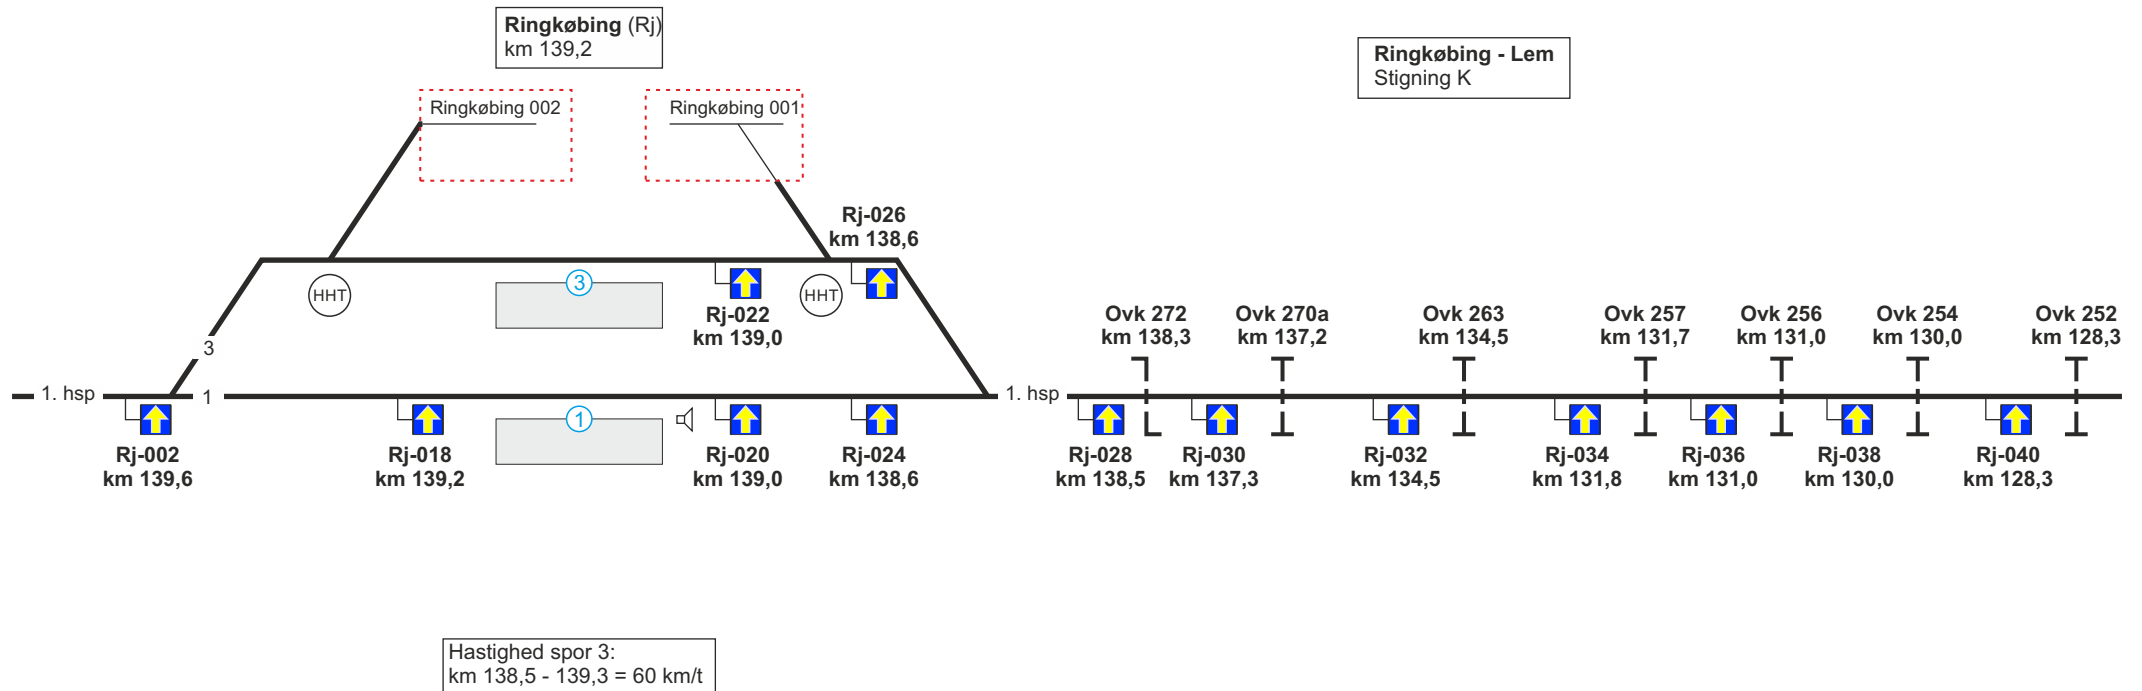 Ringkøbing (Rj)
km 139,2
Ringkøbing - Lem
Stigning K
Ringkøbing 002
Ringkøbing 001
Rj-026
km 138,6
HHT
3
HHT
Rj-022
km 139,0
3
Ovk 272
km 138,3
Ovk 270a
km 137,2
Ovk 263
km 134,5
Ovk 257
km 131,7
Ovk 256
km 131,0
Ovk 254
km 130,0
Ovk 252
km 128,3
1. hsp
1
1. hsp
1
Rj-002
km 139,6
Rj-018
km 139,2
Rj-020
km 139,0
Rj-024
km 138,6
Rj-028
km 138,5
Rj-030
km 137,3
Rj-032
km 134,5
Rj-034
km 131,8
Rj-036
km 131,0
Rj-038
km 130,0
Rj-040
km 128,3
Hastighed spor 3:
km 138,5 - 139,3 = 60 km/t